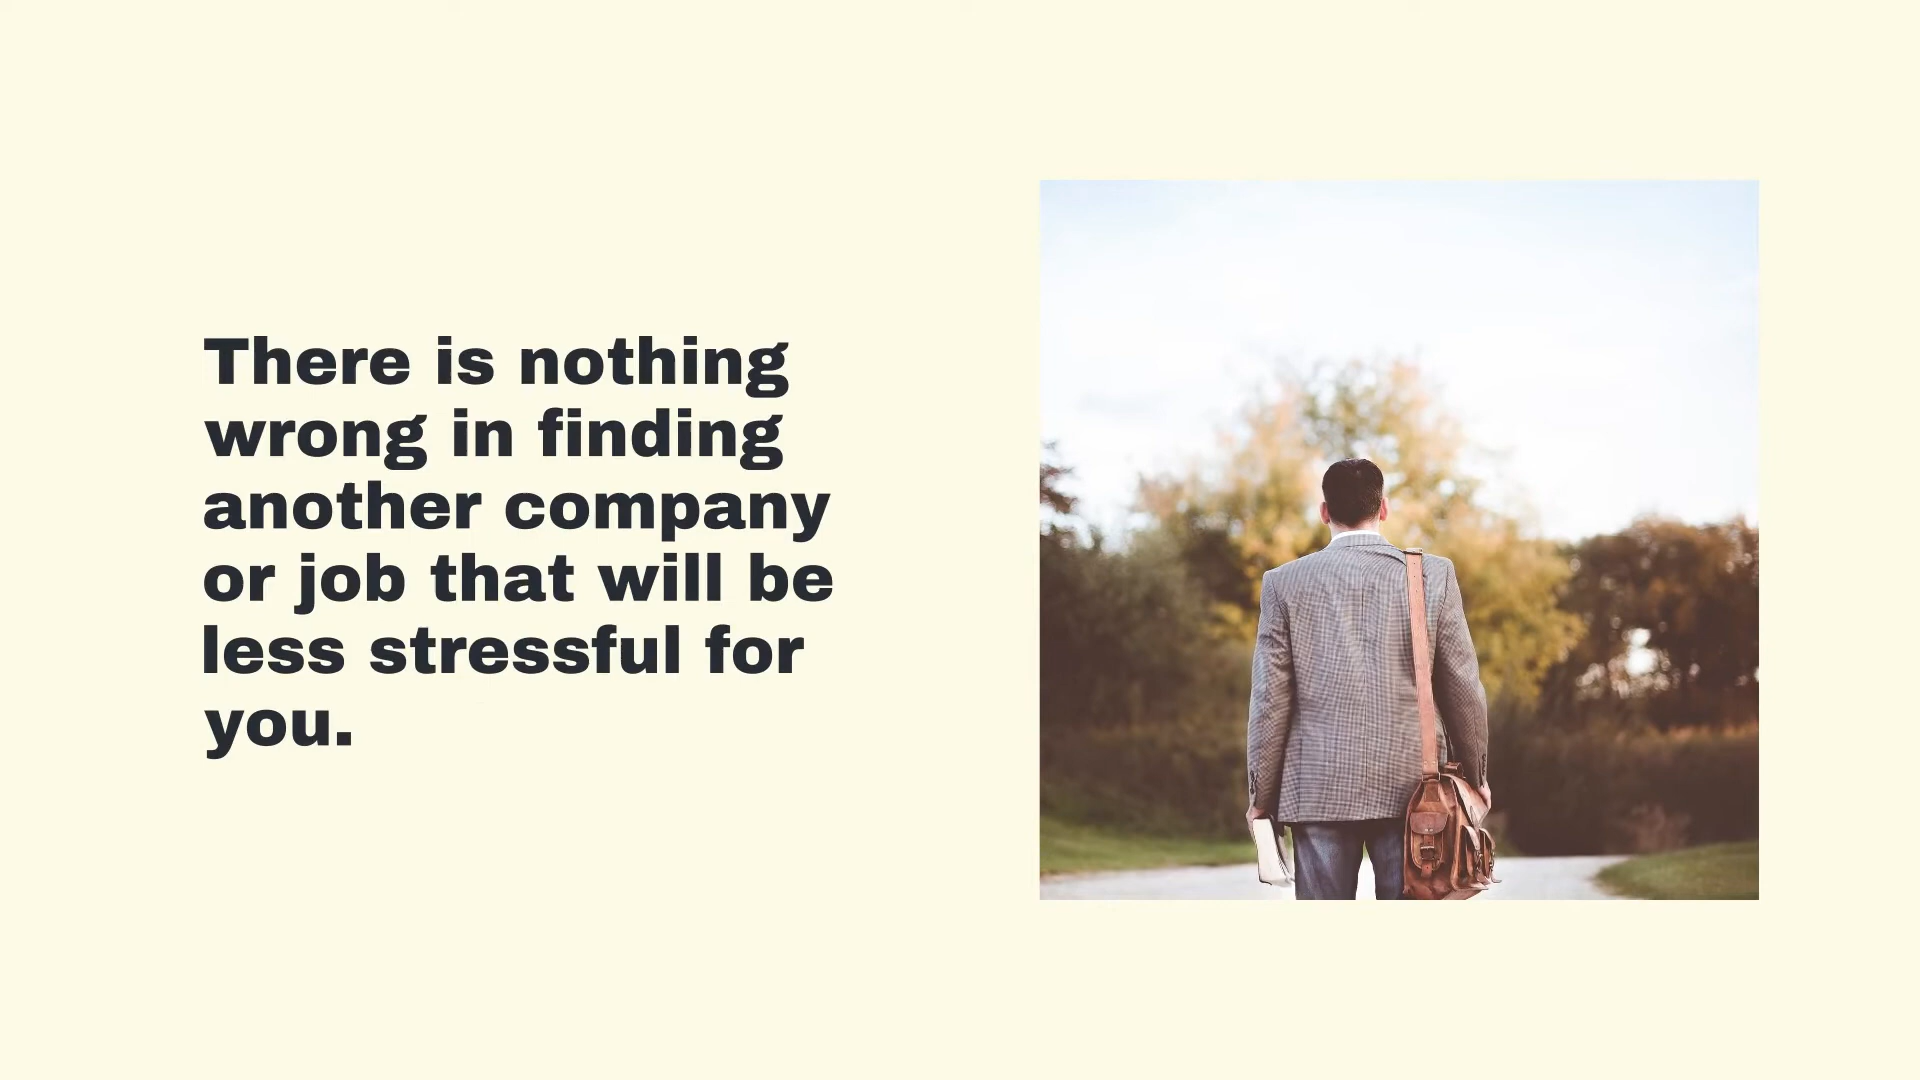 There is nothing
wrong in finding
another company
or job that will be
less stressful for
you.